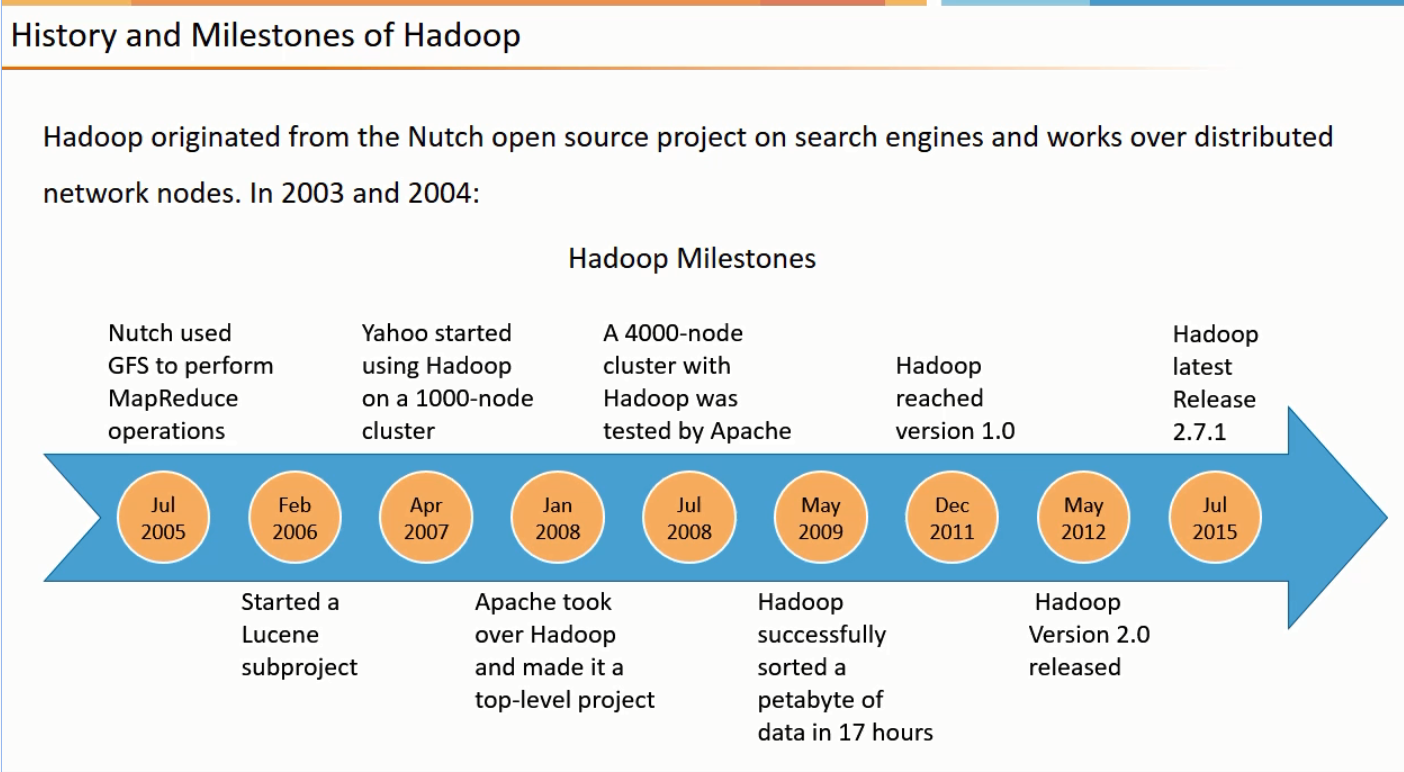 History and Milestones of Hadoop
Hadoop originated from the Nutch open source project on search engines and works over distributed
network nodes. In 2003 and 2004:
Hadoop Milestones
Nutch used
GFS to perform
MapReduce
operations
Yahoo started
using Hadoop
on a 1000-node
cluster
A 4000-node
cluster with
Hadoop was
tested by Apache
Hadoop
reached
version 1.0
Hadoop
latest
Release
2.7.1
Jul
2005
Feb
2006
Apr
2007
Jan
2008
Jul
2008
May
2009
Dec
2011
May
2012
Jul
2015
Started a
Lucene
subproject
Apache took
over Hadoop
and made it a
top-level project
Hadoop
successfully
sorted a
petabyte of
data in 17 hours
Hadoop
Version 2.0
released